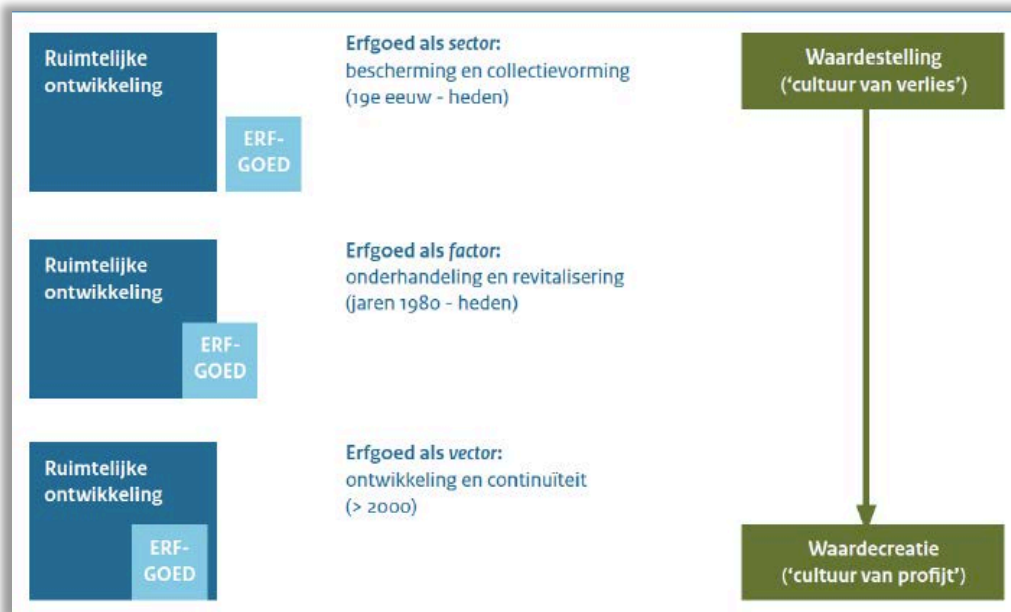 Ruimtelijke
ontwikkeling
ERF-
GOED
Erfgoed als sector:
bescherming en collectievorming
(19e eeuw - heden)
Waardestelling
('cultuur van verlies')
Ruimtelijke
ontwikkeling
ERF-
GOED
Erfgoed als factor:
onderhandeling en revitalisering
(jaren 1980 - heden)
Ruimtelijke
ontwikkeling
ERF-
GOED
Erfgoed als vector:
ontwikkeling en continuïteit
(> 2000)
Waardecreatie
('cultuur van profijt')